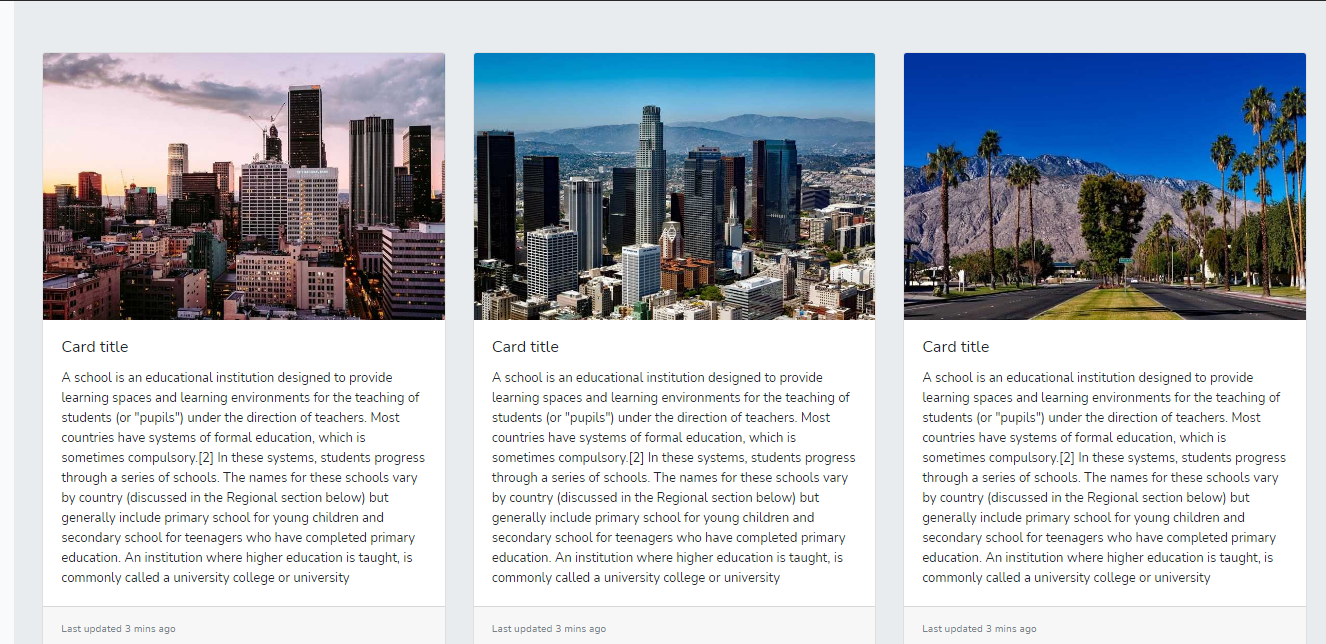 Card title
A school is an educational institution designed to provide
learning spaces and learning environments for the teaching of
students (or "pupils") under the direction of teachers. Most
countries have systems of formal education, which is
sometimes compulsory.[2] In these systems, students progress
through a series of schools. The names for these schools vary
by country (discussed in the Regional section below) but
generally include primary school for young children and
secondary school for teenagers who have completed primary
education. An institution where higher education is taught, is
commonly called a university college or university
Last updated 3 mins ago
Card title
A school is an educational institution designed to provide
learning spaces and learning environments for the teaching of
students (or "pupils") under the direction of teachers. Most
countries have systems of formal education, which is
sometimes compulsory.[2] In these systems, students progress
through a series of schools. The names for these schools vary
by country (discussed in the Regional section below) but
generally include primary school for young children and
secondary school for teenagers who have completed primary
education. An institution where higher education is taught, is
commonly called a university college or university
Last updated 3 mins ago
Card title
A school is an educational institution designed to provide
learning spaces and learning environments for the teaching of
students (or "pupils") under the direction of teachers. Most
countries have systems of formal education, which is
sometimes compulsory.[2] In these systems, students progress
through a series of schools. The names for these schools vary
by country (discussed in the Regional section below) but
generally include primary school for young children and
secondary school for teenagers who have completed primary
education. An institution where higher education is taught, is
commonly called a university college or university
Last updated 3 mins ago